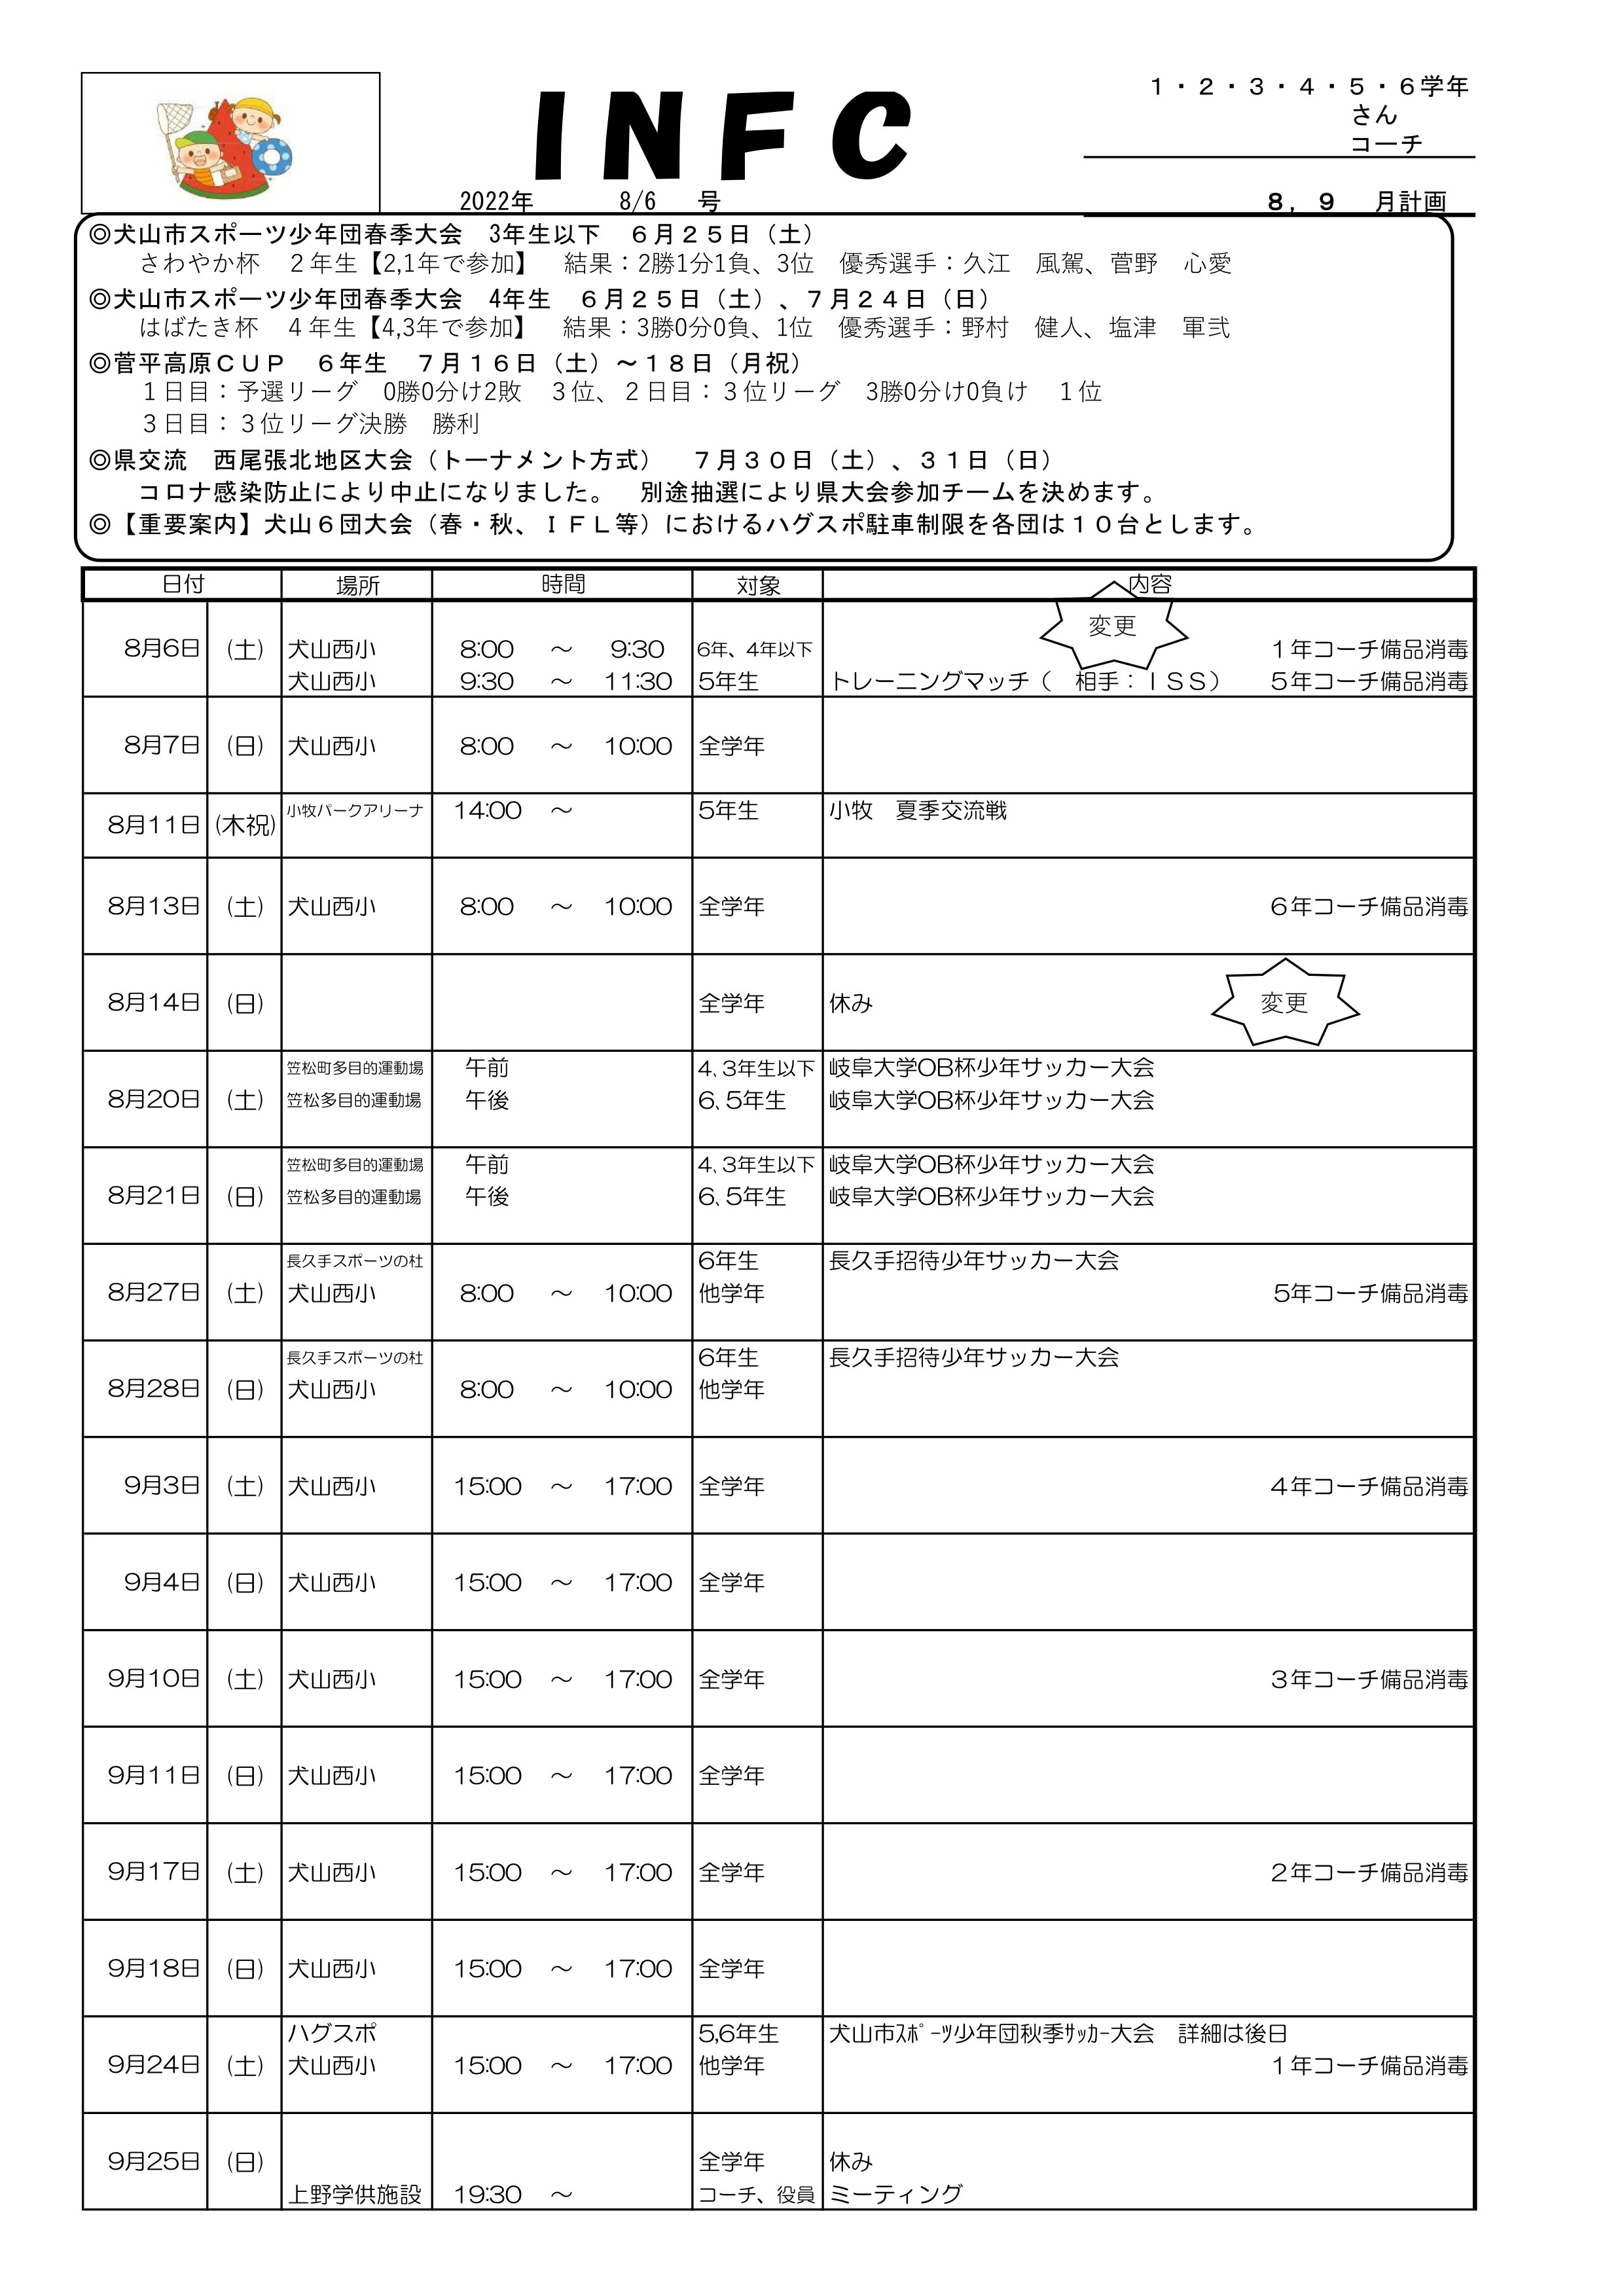 １・２・３・４・５・６学年
さん
コーチ
ＩＮＦＣ
2022年　8/6　号
８，９　月計画
◎犬山市スポーツ少年団春季大会　3年生以下　６月２５日（土）
さわやか杯　２年生【2,1年で参加】　結果：2勝1分1負、3位　優秀選手：久江　風駕、菅野　心愛
◎犬山市スポーツ少年団春季大会　4年生　６月２５日（土）、７月２４日（日）
はばたき杯　４年生【4,3年で参加】　結果：3勝0分0負、1位　優秀選手：野村　健人、塩津　軍弐
◎菅平高原ＣＵＰ　６年生　７月１６日（土）～１８日（月祝）
１日目：予選リーグ　0勝0分け2敗　３位、２日目：３位リーグ　3勝0分け0負け　１位
３日目：３位リーグ決勝　勝利
◎県交流　西尾張北地区大会（トーナメント方式）　７月３０日（土）、３１日（日）
コロナ感染防止により中止になりました。　別途抽選により県大会参加チームを決めます。
◎【重要案内】犬山６団大会（春・秋、ＩＦＬ等）におけるハグスポ駐車制限を各団は１０台とします。
日付　場所　時間　対象　内容
変更
8月6日　（土）　犬山西小　8:00　～　9:30　6年、4年以下　１年コーチ備品消毒
犬山西小　9:30　～　11:30　5年生　トレーニングマッチ（　相手：ＩＳＳ）　５年コーチ備品消毒
8月7日　（日）　犬山西小　8:00　～　10:00　全学年
8月11日　（木祝）　小牧パークアリーナ　14:00　～　5年生　小牧　夏季交流戦
8月13日　（土）　犬山西小　8:00　～　10:00　全学年　６年コーチ備品消毒
8月14日　（日）　全学年　休み　変更
笠松町多目的運動場　午前　4、3年生以下　岐阜大学OB杯少年サッカー大会
8月20日　（土）　笠松多目的運動場　午後　6、5年生　岐阜大学OB杯少年サッカー大会
笠松町多目的運動場　午前　4、3年生以下　岐阜大学OB杯少年サッカー大会
8月21日　（日）　笠松多目的運動場　午後　6、5年生　岐阜大学OB杯少年サッカー大会
長久手スポーツの杜　6年生　長久手招待少年サッカー大会
8月27日　（土）　犬山西小　8:00　～　10:00　他学年　5年コーチ備品消毒
長久手スポーツの杜　6年生　長久手招待少年サッカー大会
8月28日　（日）　犬山西小　8:00　～　10:00　他学年
9月3日　（土）　犬山西小　15:00　～　17:00　全学年　４年コーチ備品消毒
9月4日　（日）　犬山西小　15:00　～　17:00　全学年
9月10日　（土）　犬山西小　15:00　～　17:00　全学年　３年コーチ備品消毒
9月11日　（日）　犬山西小　15:00　～　17:00　全学年
9月17日　（土）　犬山西小　15:00　～　17:00　全学年　２年コーチ備品消毒
9月18日　（日）　犬山西小　15:00　～　17:00　全学年
ハグスポ　5,6年生　犬山市ｽﾎﾟｰﾂ少年団秋季ｻｯｶｰ大会　詳細は後日
9月24日　（土）　犬山西小　15:00　～　17:00　他学年　１年コーチ備品消毒
9月25日　（日）　全学年　休み
上野学供施設　19:30　～　コーチ、役員　ミーティング